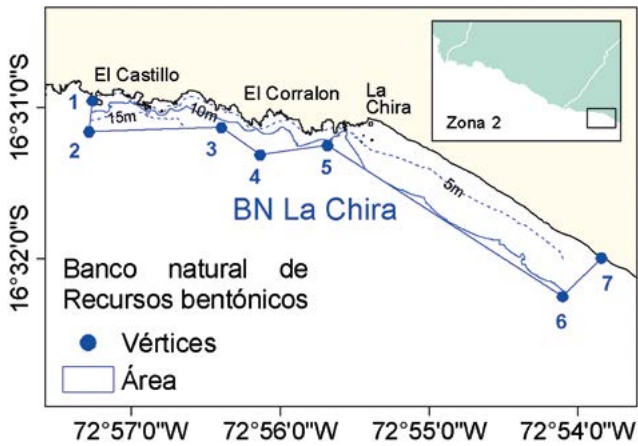 El Castillo
El Corralon
La
Chira
Zona 2
16°31'0"S
16°32'0"S
1
2
3
4
5
6
7
15m
10m
5m
BN La Chira
Banco natural de
Recursos bentónicos
Vértices
Área
72°57'0"W
72°56'0"W
72°55'0"W
72°54'0"W